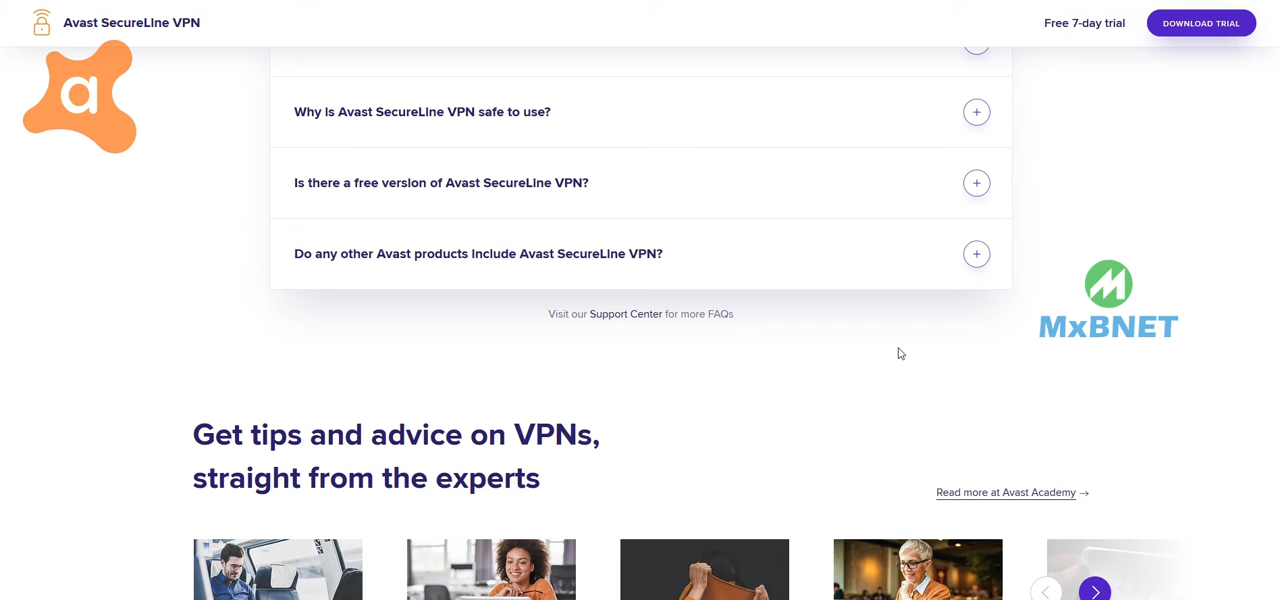 Avast SecureLine VPN
Free 7-day trial
DOWNLOAD TRIAL
a
Why is Avast SecureLine VPN safe to use?
Is there a free version of Avast SecureLine VPN?
Do any other Avast products include Avast SecureLine VPN?
Visit our Support Center for more FAQs
MxBNET
Get tips and advice on VPNs,
straight from the experts
Read more at Avast Academy →